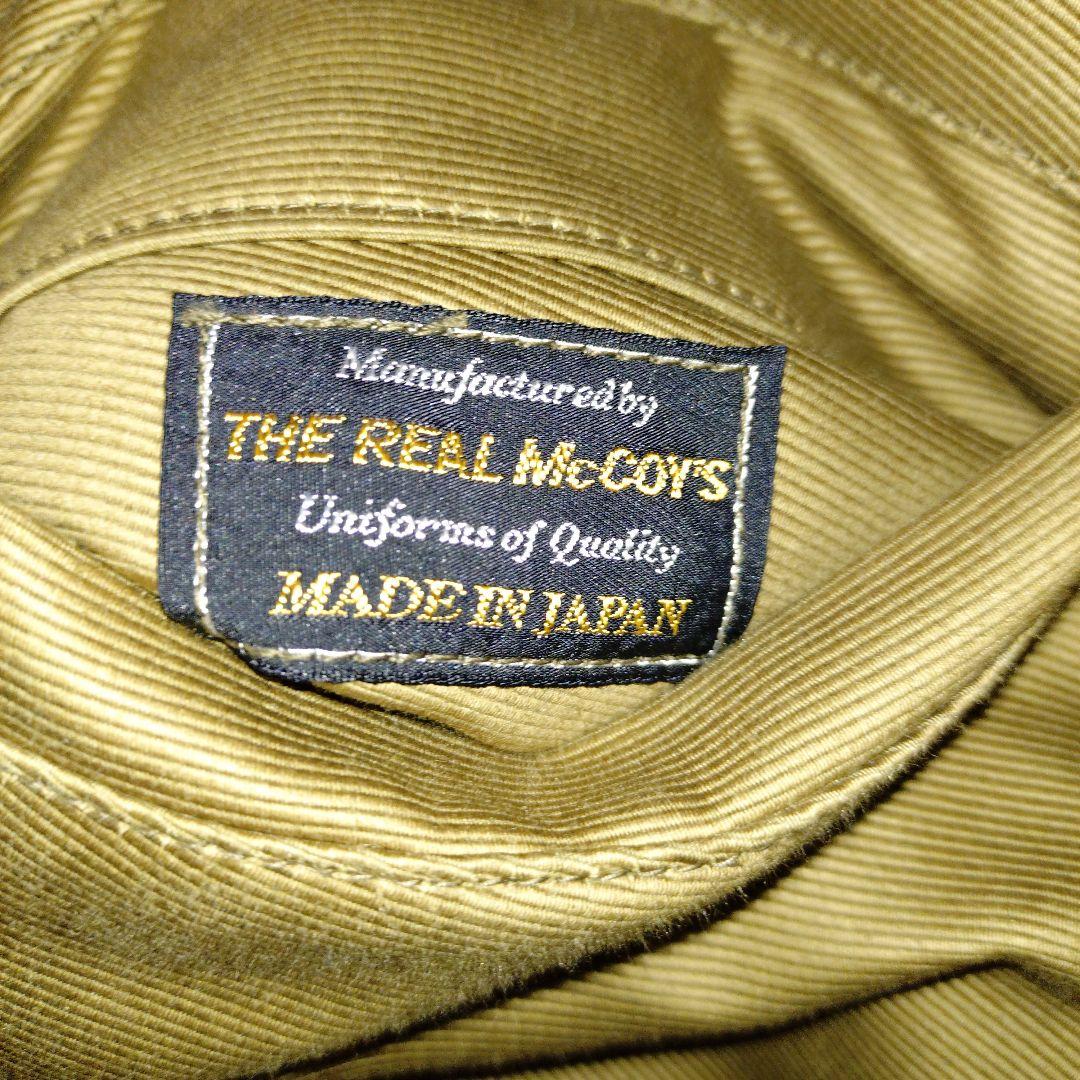 Manufactured by
THE REAL McCOY'S
Uniforms of Quality
MADE IN JAPAN